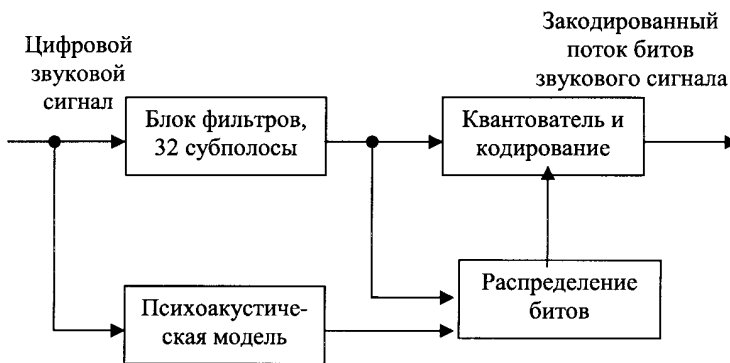 Цифровой
звуковой
сигнал
Закодированный
поток битов
звукового сигнала
Блок фильтров,
32 субполосы
Квантователь и
кодирование
Психоакустиче-
ская модель
Распределение
битов